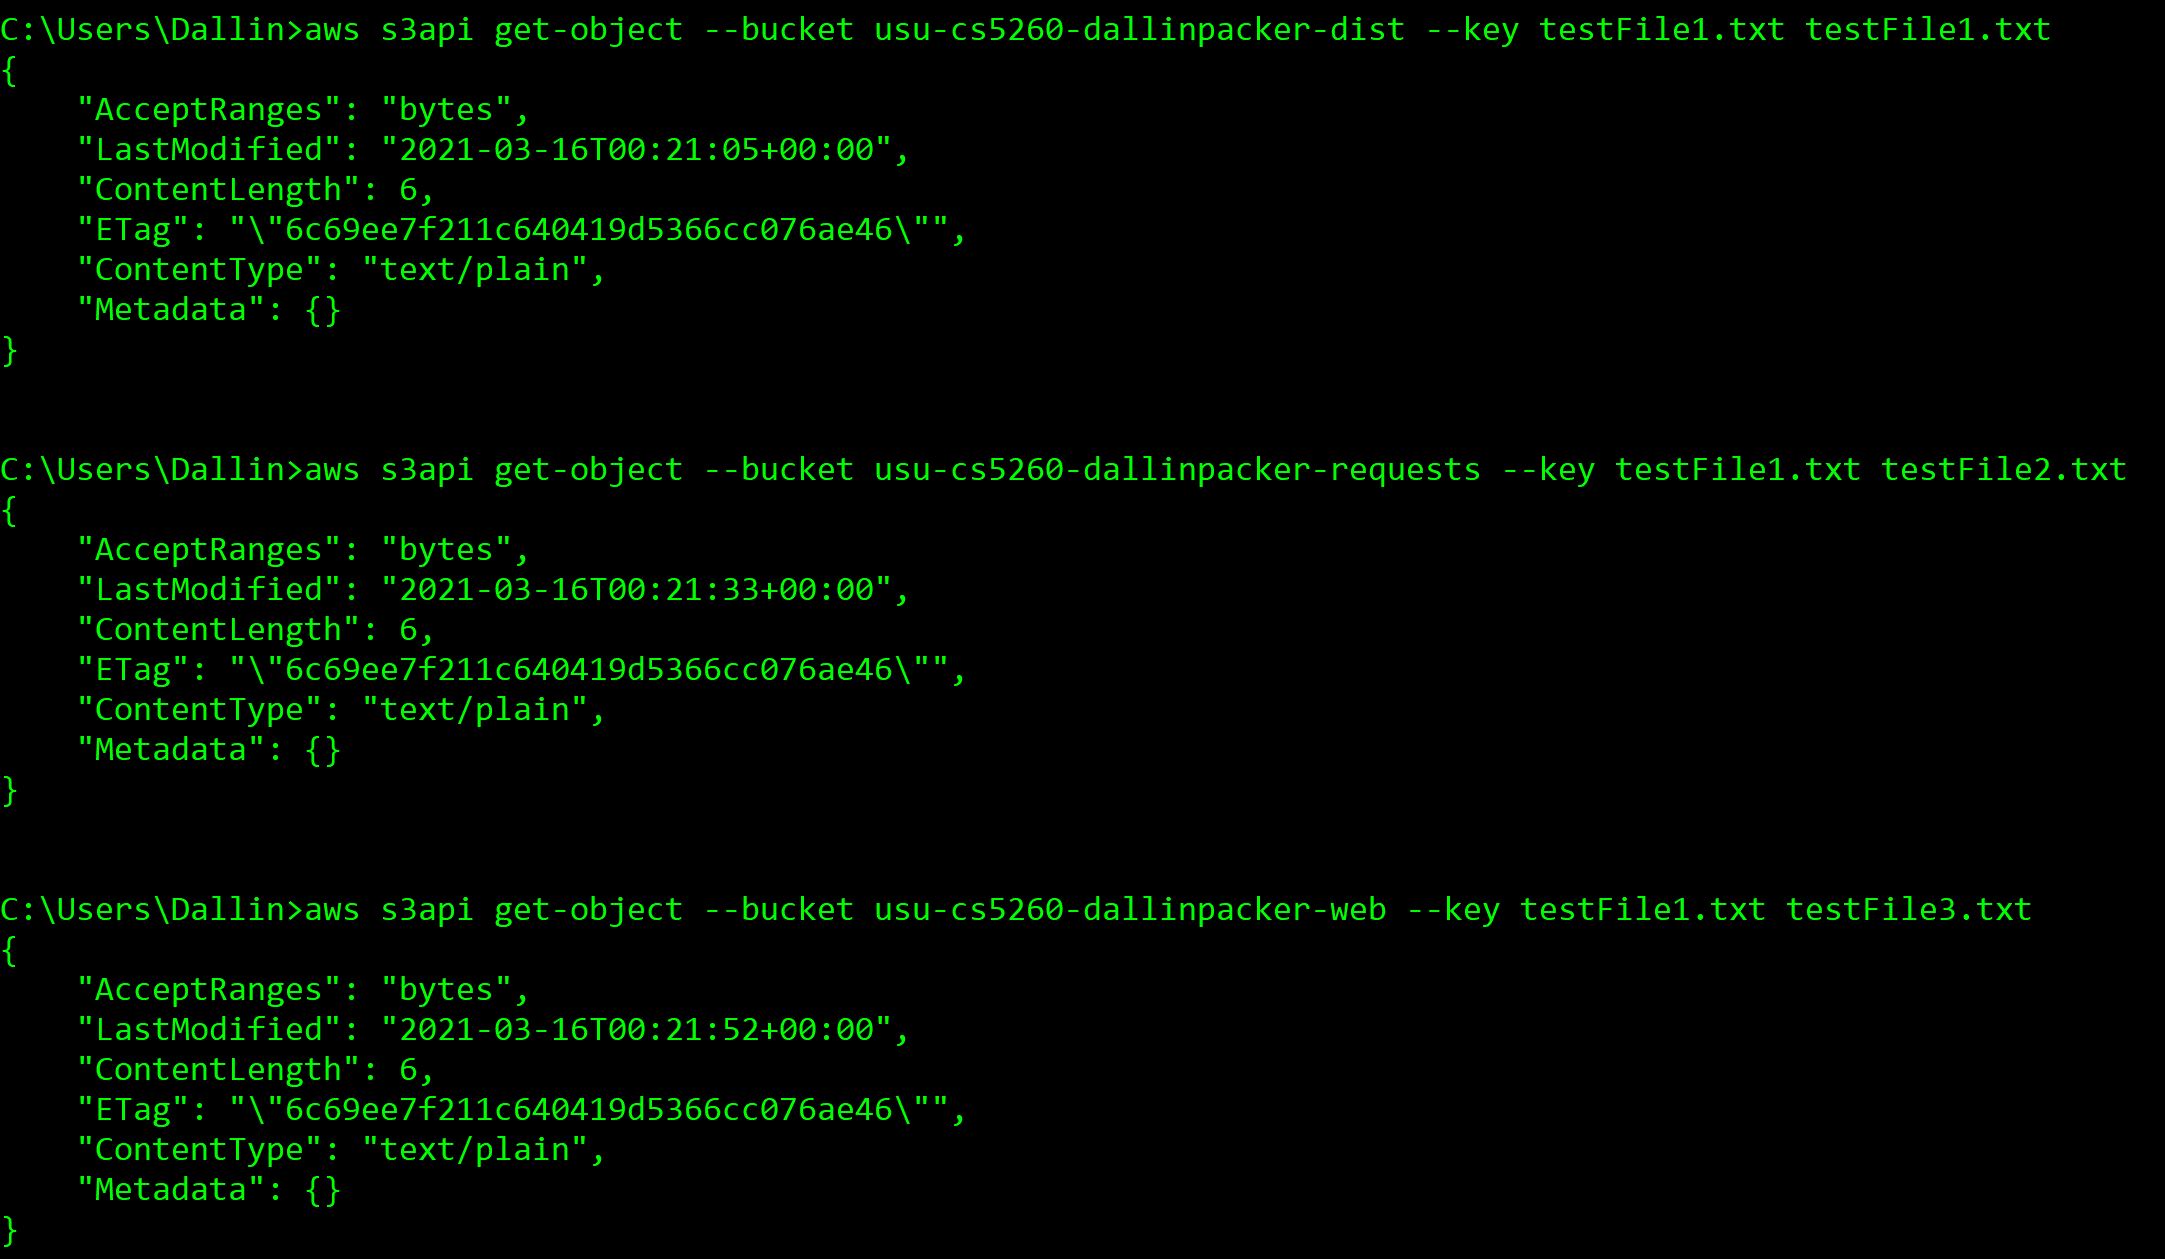 C:\Users\Dallin>aws s3api get-object --bucket usu-cs5260-dallinpacker-dist --key testFile1.txt testFile1.txt
{
    "AcceptRanges": "bytes",
    "LastModified": "2021-03-16T00:21:05+00:00",
    "ContentLength": 6,
    "ETag": "\"6c69ee7f211c640419d5366cc076ae46\"",
    "ContentType": "text/plain",
    "Metadata": {}
}
C:\Users\Dallin>aws s3api get-object --bucket usu-cs5260-dallinpacker-requests --key testFile1.txt testFile2.txt
{
    "AcceptRanges": "bytes",
    "LastModified": "2021-03-16T00:21:33+00:00",
    "ContentLength": 6,
    "ETag": "\"6c69ee7f211c640419d5366cc076ae46\"",
    "ContentType": "text/plain",
    "Metadata": {}
}
C:\Users\Dallin>aws s3api get-object --bucket usu-cs5260-dallinpacker-web --key testFile1.txt testFile3.txt
{
    "AcceptRanges": "bytes",
    "LastModified": "2021-03-16T00:21:52+00:00",
    "ContentLength": 6,
    "ETag": "\"6c69ee7f211c640419d5366cc076ae46\"",
    "ContentType": "text/plain",
    "Metadata": {}
}